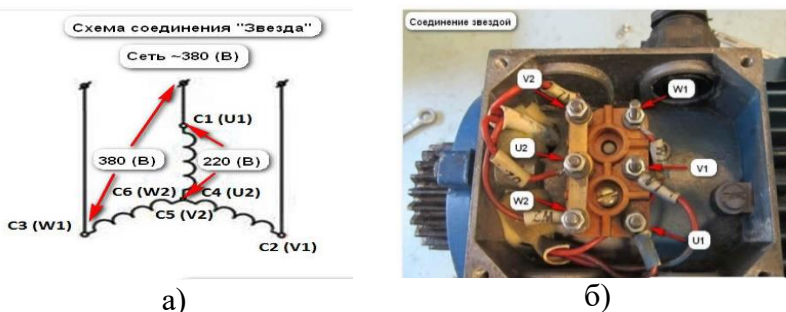 Схема соединения "Звезда"
Сеть ~380 (В)
C1 (U1)
380 (В)
220 (В)
C6 (W2)
C4 (U2)
C5 (V2)
C3 (W1)
C2 (V1)
а)
Соединение звездой
V2
W1
U2
V1
W2
U1
б)